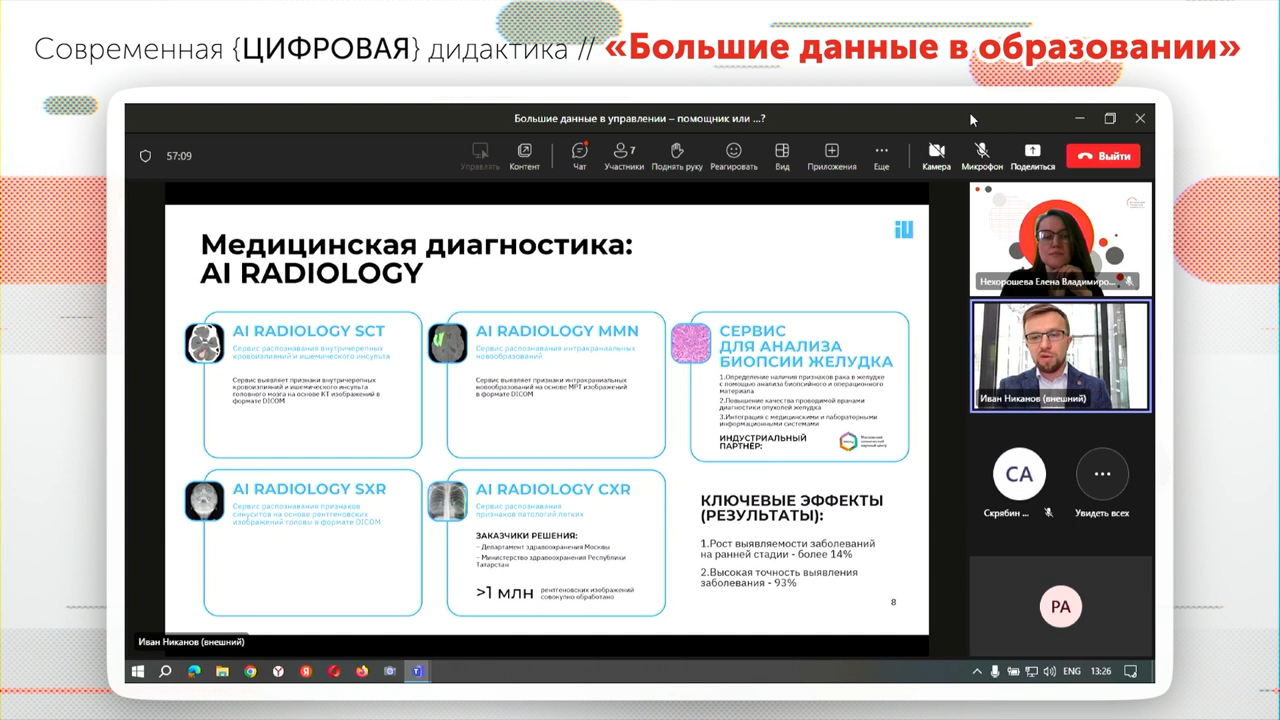 Современная {ЦИФРОВАЯ} дидактика // «Большие данные в образовании»
Большие данные в управлении – помощник или ...?
57:09
Управлять
Контент
Чат
7
Участники
Поднять руку
Реагировать
Вид
Приложения
Еще
Камера
Микрофон
Поделиться
Выйти
Медицинская диагностика:
AI RADIOLOGY
AI RADIOLOGY SCT
Сервис распознавания внутричерепных
кровоизлияний и ишемического инсульта
Сервис выявляет признаки внутричерепных
кровоизлияний и ишемического инсульта
головного мозга на основе КТ изображений в
формате DICOM
AI RADIOLOGY MMN
Сервис распознавания интракраниальных
новообразований
Сервис выявляет признаки интракраниальных
новообразований на основе МРТ изображений
в формате DICOM
СЕРВИС
ДЛЯ АНАЛИЗА
БИОПСИИ ЖЕЛУДКА
1.Определение наличия признаков рака в желудке
с помощью анализа биопсийного и операционного
материала
2.Повышение качества проводимой врачами
диагностики опухолей желудка
3.Интеграция с медицинскими и лабораторными
информационными системами
ИНДУСТРИАЛЬНЫЙ
ПАРТНЁР:
AI RADIOLOGY SXR
Сервис распознавания признаков
синуситов на основе рентгеновских
изображений головы в формате DICOM
AI RADIOLOGY CXR
Сервис распознавания
признаков патологий легких
ЗАКАЗЧИКИ РЕШЕНИЯ:
– Департамент здравоохранения Москвы
– Министерство здравоохранения Республики
Татарстан
>1 МЛН
рентгеновских изображений
совокупно обработано
КЛЮЧЕВЫЕ ЭФФЕКТЫ
(РЕЗУЛЬТАТЫ):
1.Рост выявляемости заболеваний
на ранней стадии - более 14%
2.Высокая точность выявления
заболевания - 93%
8
Иван Никанов (внешний)
Нехорошева Елена Владимиро...
Иван Никанов (внешний)
СА
Скрябин ...
Увидеть всех
РА
ENG
13:26